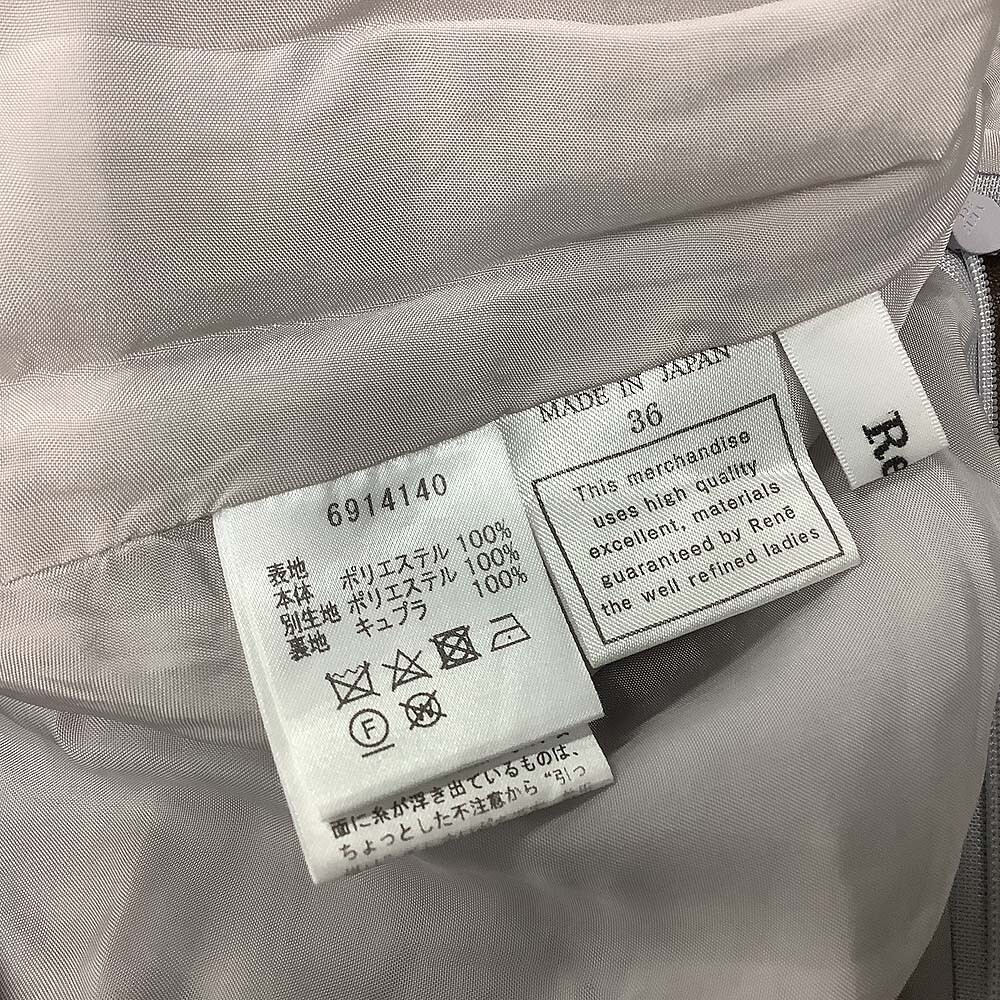 MADE IN JAPAN
36
This merchandise
uses high quality
excellent, materials
guaranteed by Renē
the well refined ladies
6914140
表地
本体 ポリエステル 100%
別生地 ポリエステル 100%
裏地 キュプラ 100%
F
W
面に糸が浮き出ているものは、
ちょっとした不注意から“引っ
Re